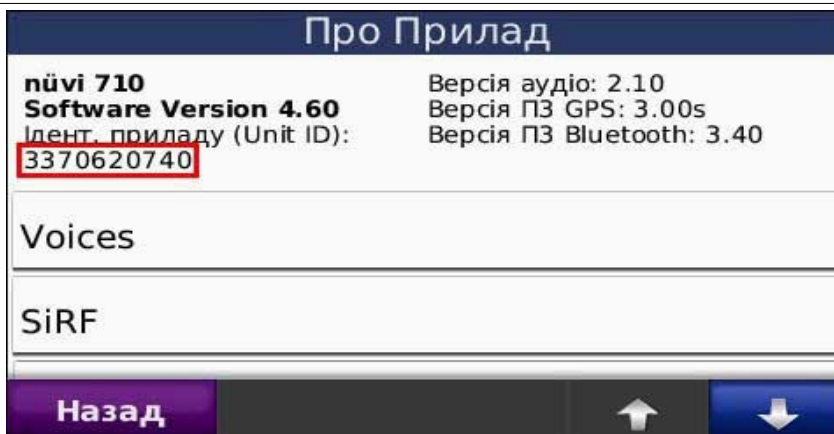 Про Прилад
nüvi 710
Software Version 4.60
Ідент. приладу (Unit ID):
3370620740
Версія аудіо: 2.10
Версія ПЗ GPS: 3.00s
Версія ПЗ Bluetooth: 3.40
Voices
SiRF
Назад